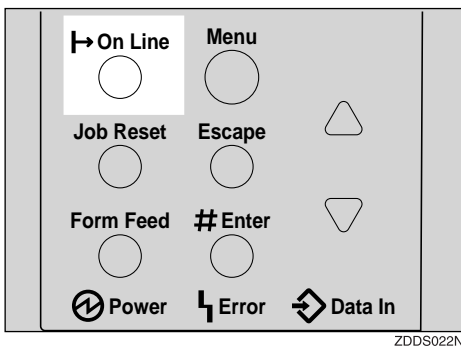 On Line Menu
Job Reset Escape
Form Feed # Enter
Power Error Data In
ZDDS022N